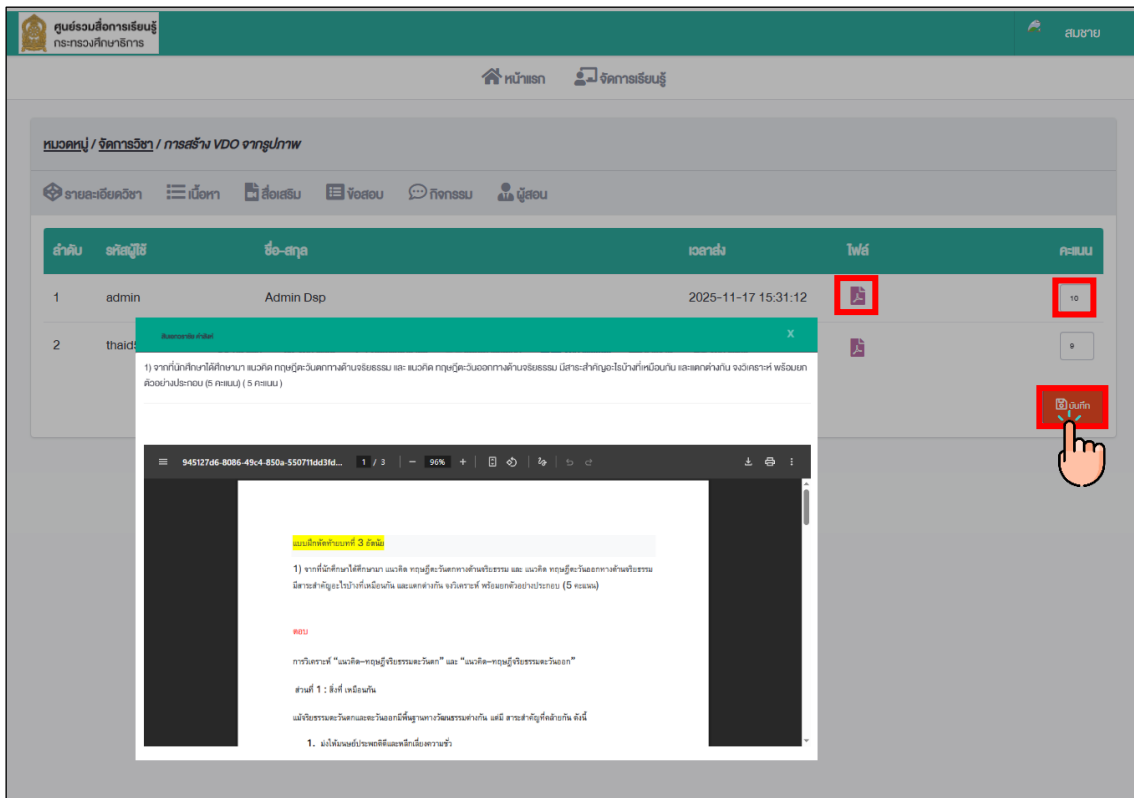 ศูนย์รวมสื่อการเรียนรู้
กระทรวงศึกษาธิการ
สมชาย
หน้าแรก จัดการเรียนรู้
หมวดหมู่ / จัดการวิชา / การสร้าง VDO จากรูปภาพ
รายละเอียดวิชา เนื้อหา สื่อเสริม ข้อสอบ กิจกรรม ผู้สอน
ลำดับ รหัสผู้ใช้ ชื่อ-สกุล เวลาส่ง ไฟล์ คะแนน
1 admin Admin Dsp 2025-11-17 15:31:12 10
2 9
X
1) จากที่นักศึกษาได้ศึกษามา แนวคิด ทฤษฎีตะวันตกทางด้านจริยธรรม และ แนวคิด ทฤษฎีตะวันออกทางด้านจริยธรรม มีสาระสำคัญอะไรบ้างที่เหมือนกัน และแตกต่างกัน จงวิเคราะห์ พร้อมยก
ตัวอย่างประกอบ (5 คะแนน) ( 5 คะแนน )
บันทึก
945127d6-8086-49c4-850a-550711dd3fd... 1 / 3 96%
แบบฝึกหัดท้ายบทที่ 3 อัตนัย
1) จากที่นักศึกษาได้ศึกษามา แนวคิด ทฤษฎีตะวันตกทางด้านจริยธรรม และ แนวคิด ทฤษฎีตะวันออกทางด้านจริยธรรม
มีสาระสำคัญอะไรบ้างที่เหมือนกัน และแตกต่างกัน จงวิเคราะห์ พร้อมยกตัวอย่างประกอบ (5 คะแนน)
ตอบ
การวิเคราะห์ “แนวคิด–ทฤษฎีจริยธรรมตะวันตก” และ “แนวคิด–ทฤษฎีจริยธรรมตะวันออก”
ส่วนที่ 1 : สิ่งที่ เหมือนกัน
แม้จริยธรรมตะวันตกและตะวันออกมีพื้นฐานทางวัฒนธรรมต่างกัน แต่มี สาระสำคัญที่คล้ายกัน ดังนี้
1. มุ่งให้มนุษย์ประพฤติดีและหลีกเลี่ยงความชั่ว